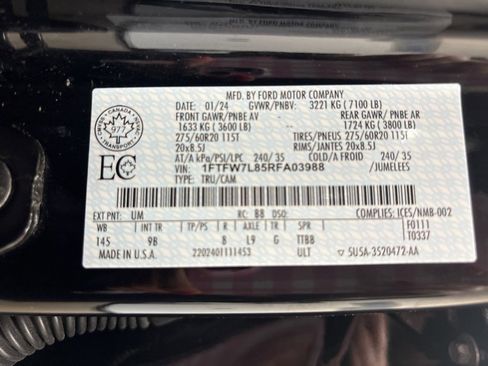 MFD. BY FORD MOTOR COMPANY
DATE: 01/24 GVWR/PNBV: 3221 KG ( 7100 LB)
FRONT GAWR/PNBE AV REAR GAWR/ PNBE AR
1633 KG ( 3600 LB) 1724 KG ( 3800 LB)
275/60R20 115T TIRES/PNEUS 275/60R20 115T
20x8.5J RIMS/JANTES 20x8.5J
AT/A kPa/PSI/LPC 240/ 35 COLD/A FROID 240/ 35
VIN: 1FTFW7L85RFA03988 /JUMELEES
TYPE: TRU/CAM
CANADA
977
EC
EXT PNT: UM RC: B8 DSO: COMPLIES: ICES/NMB-002
WB INT TR TP/PS R AXLE TR SPR F0111
145 9B B L9 G TTBB T0337
MADE IN U.S.A. 2202401111453 ULT 5U5A-3520472-AA